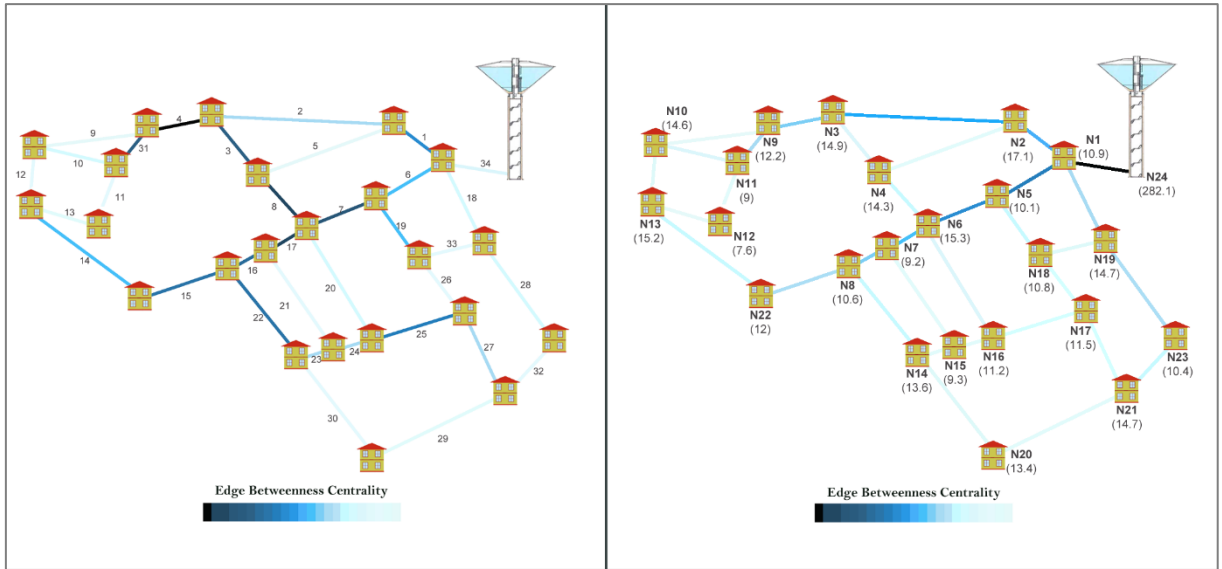 2
4
9
1
31
10
3
5
34
12
6
11
18
8
7
13
19
33
17
14
16
26
15
20
28
21
22
25
24
23
27
32
30
29
Edge Betweenness Centrality
N10
(14.6)
N9
(12.2)
N3
(14.9)
N2
(17.1)
N1
(10.9)
N24
(282.1)
N11
(9)
N4
(14.3)
N5
(10.1)
N13
(15.2)
N12
(7.6)
N6
(15.3)
N7
(9.2)
N19
(14.7)
N18
(10.8)
N8
(10.6)
N22
(12)
N17
(11.5)
N23
(10.4)
N16
(11.2)
N15
(9.3)
N14
(13.6)
N21
(14.7)
N20
(13.4)
Edge Betweenness Centrality